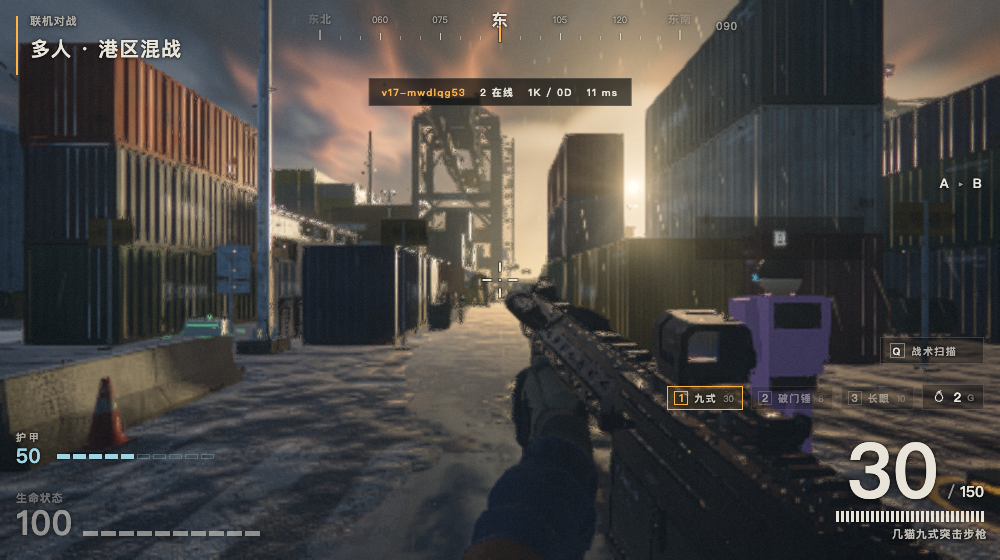 联机对战
多人 · 港区混战
东北 060 075 东 105 120 东南 090
v17-mwdlqg53 2 在线 1K / 0D 11 ms
A ▸ B
Q 战术扫描
1 九式 30 2 破门锤 8 3 长眼 10 2 G
护甲
50
生命状态
100
30 / 150
几猫九式突击步枪